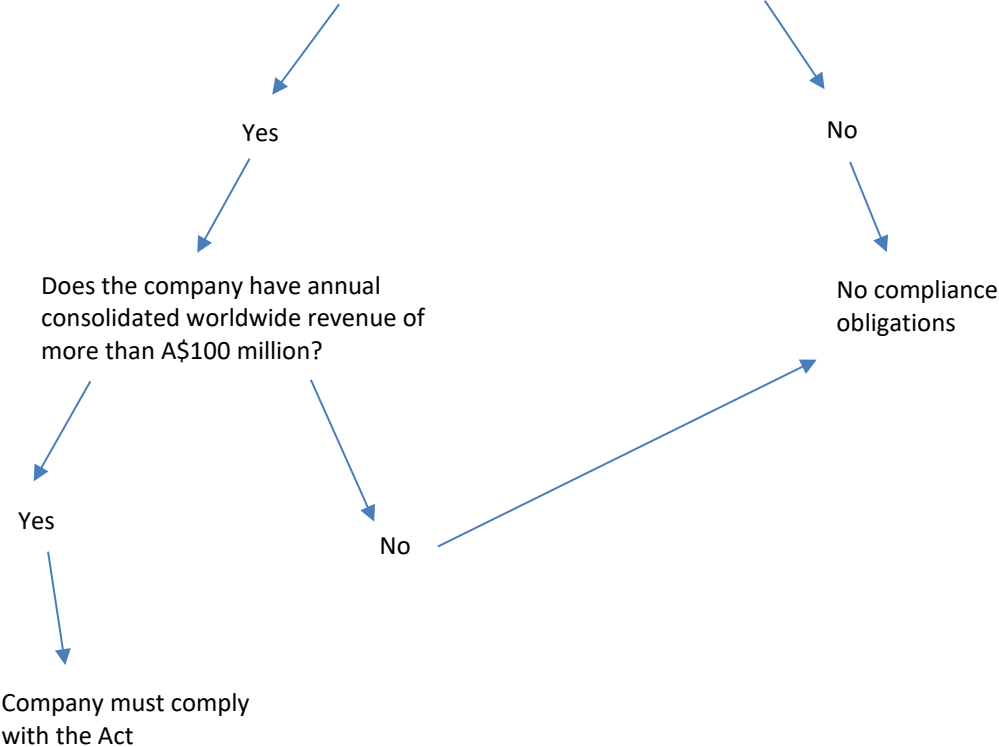 Yes
No
Does the company have annual
consolidated worldwide revenue of
more than A$100 million?
No compliance
obligations
Yes
No
Company must comply
with the Act